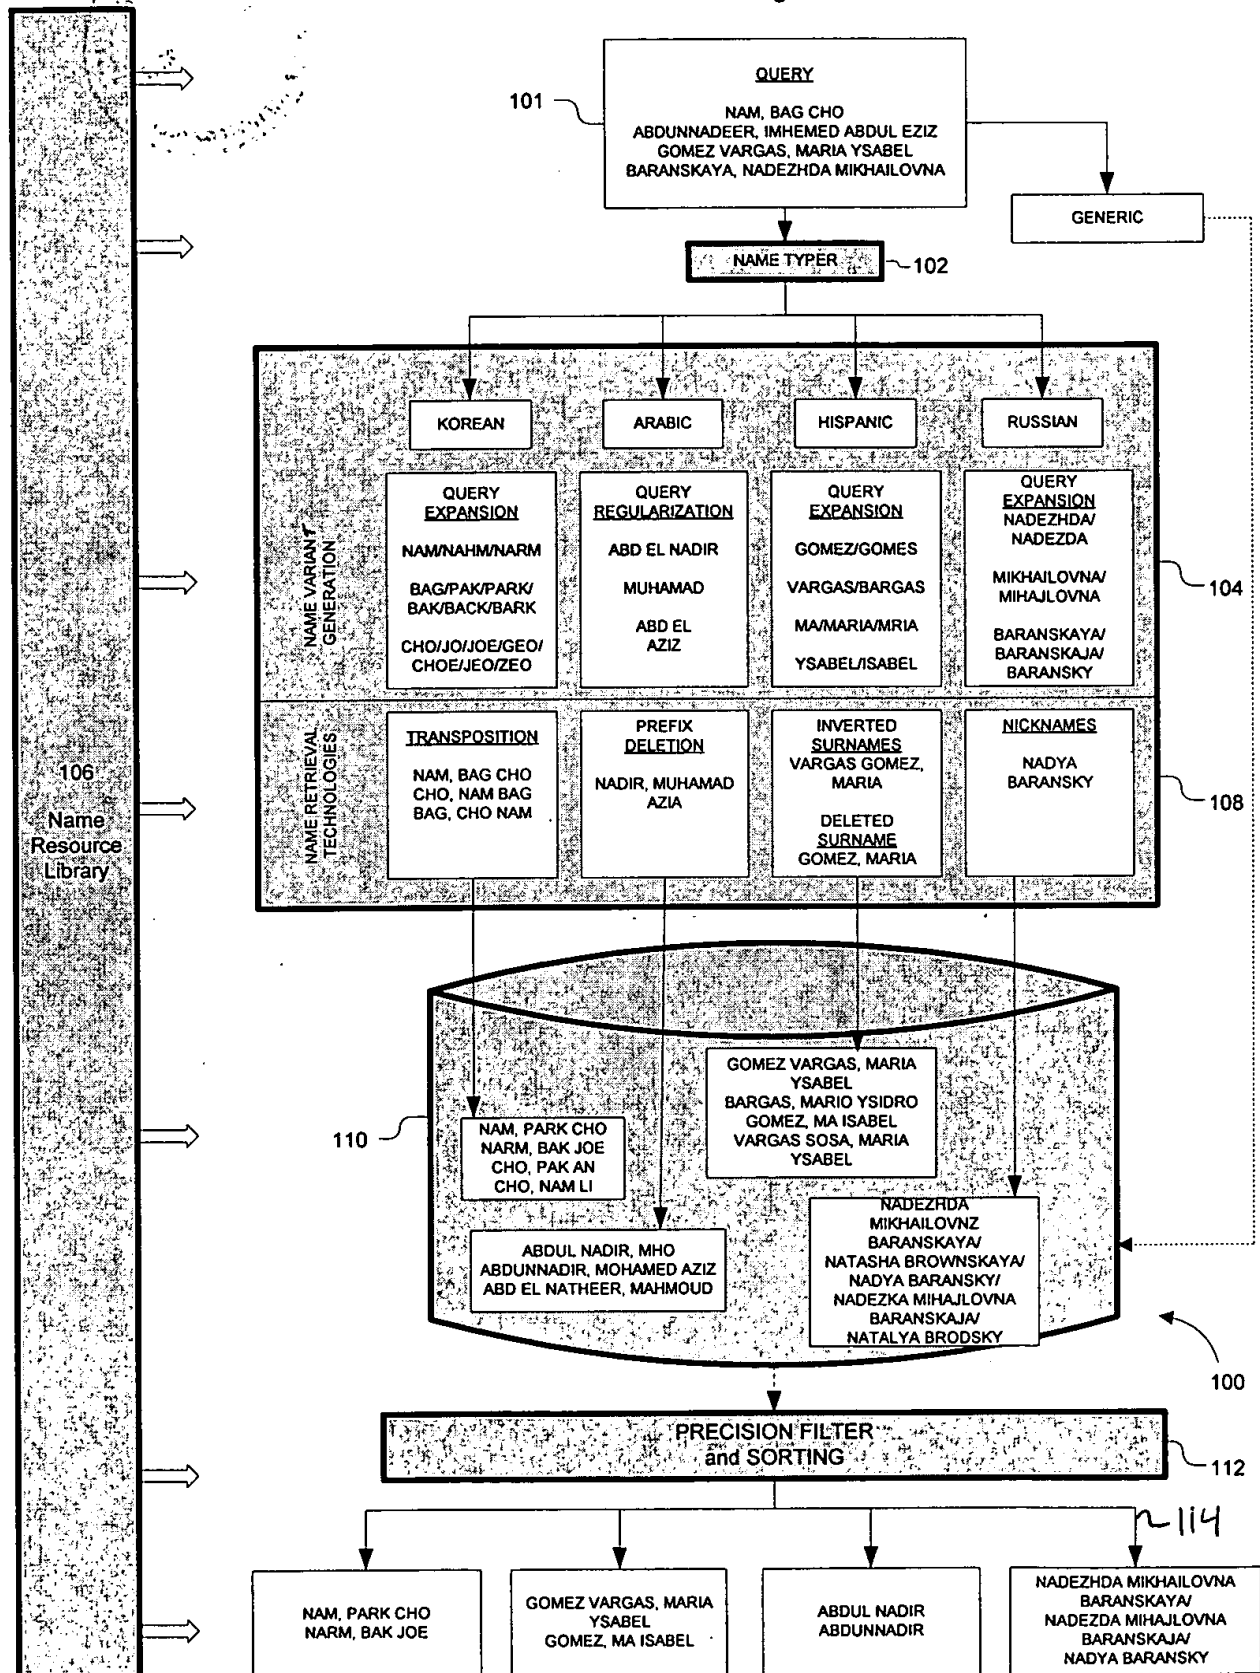 QUERY
NAM, BAG CHO
ABDUNNADEER, IMHEMED ABDUL EZIZ
GOMEZ VARGAS, MARIA YSABEL
BARANSKAYA, NADEZHDA MIKHAILOVNA
101
GENERIC
NAME TYPER
102
KOREAN
ARABIC
HISPANIC
RUSSIAN
NAME VARIANT
GENERATION
QUERY
EXPANSION
NAM/NAHM/NARM
BAG/PAK/PARK/
BAK/BACK/BARK
CHO/JO/JOE/GEO/
CHOE/JEO/ZEO
QUERY
REGULARIZATION
ABD EL NADIR
MUHAMAD
ABD EL
AZIZ
QUERY
EXPANSION
GOMEZ/GOMES
VARGAS/BARGAS
MA/MARIA/MRIA
YSABEL/ISABEL
QUERY
EXPANSION
NADEZHDA/
NADEZDA
MIKHAILOVNA/
MIHAJLOVNA
BARANSKAYA/
BARANSKAJA/
BARANSKY
104
NAME RETRIEVAL
TECHNOLOGIES
TRANSPOSITION
NAM, BAG CHO
CHO, NAM BAG
BAG, CHO NAM
PREFIX
DELETION
NADIR, MUHAMAD
AZIA
INVERTED
SURNAMES
VARGAS GOMEZ,
MARIA
DELETED
SURNAME
GOMEZ, MARIA
NICKNAMES
NADYA
BARANSKY
108
106
Name
Resource
Library
110
GOMEZ VARGAS, MARIA
YSABEL
BARGAS, MARIO YSIDRO
GOMEZ, MA ISABEL
VARGAS SOSA, MARIA
YSABEL
NAM, PARK CHO
NARM, BAK JOE
CHO, PAK AN
CHO, NAM LI
ABDUL NADIR, MHO
ABDUNNADIR, MOHAMED AZIZ
ABD EL NATHEER, MAHMOUD
NADEZHDA
MIKHAILOVNZ
BARANSKAYA/
NATASHA BROWNSKAYA/
NADYA BARANSKY/
NADEZKA MIHAJLOVNA
BARANSKAJA/
NATALYA BRODSKY
100
PRECISION FILTER
and SORTING
112
114
NAM, PARK CHO
NARM, BAK JOE
GOMEZ VARGAS, MARIA
YSABEL
GOMEZ, MA ISABEL
ABDUL NADIR
ABDUNNADIR
NADEZHDA MIKHAILOVNA
BARANSKAYA/
NADEZDA MIHAJLOVNA
BARANSKAJA/
NADYA BARANSKY